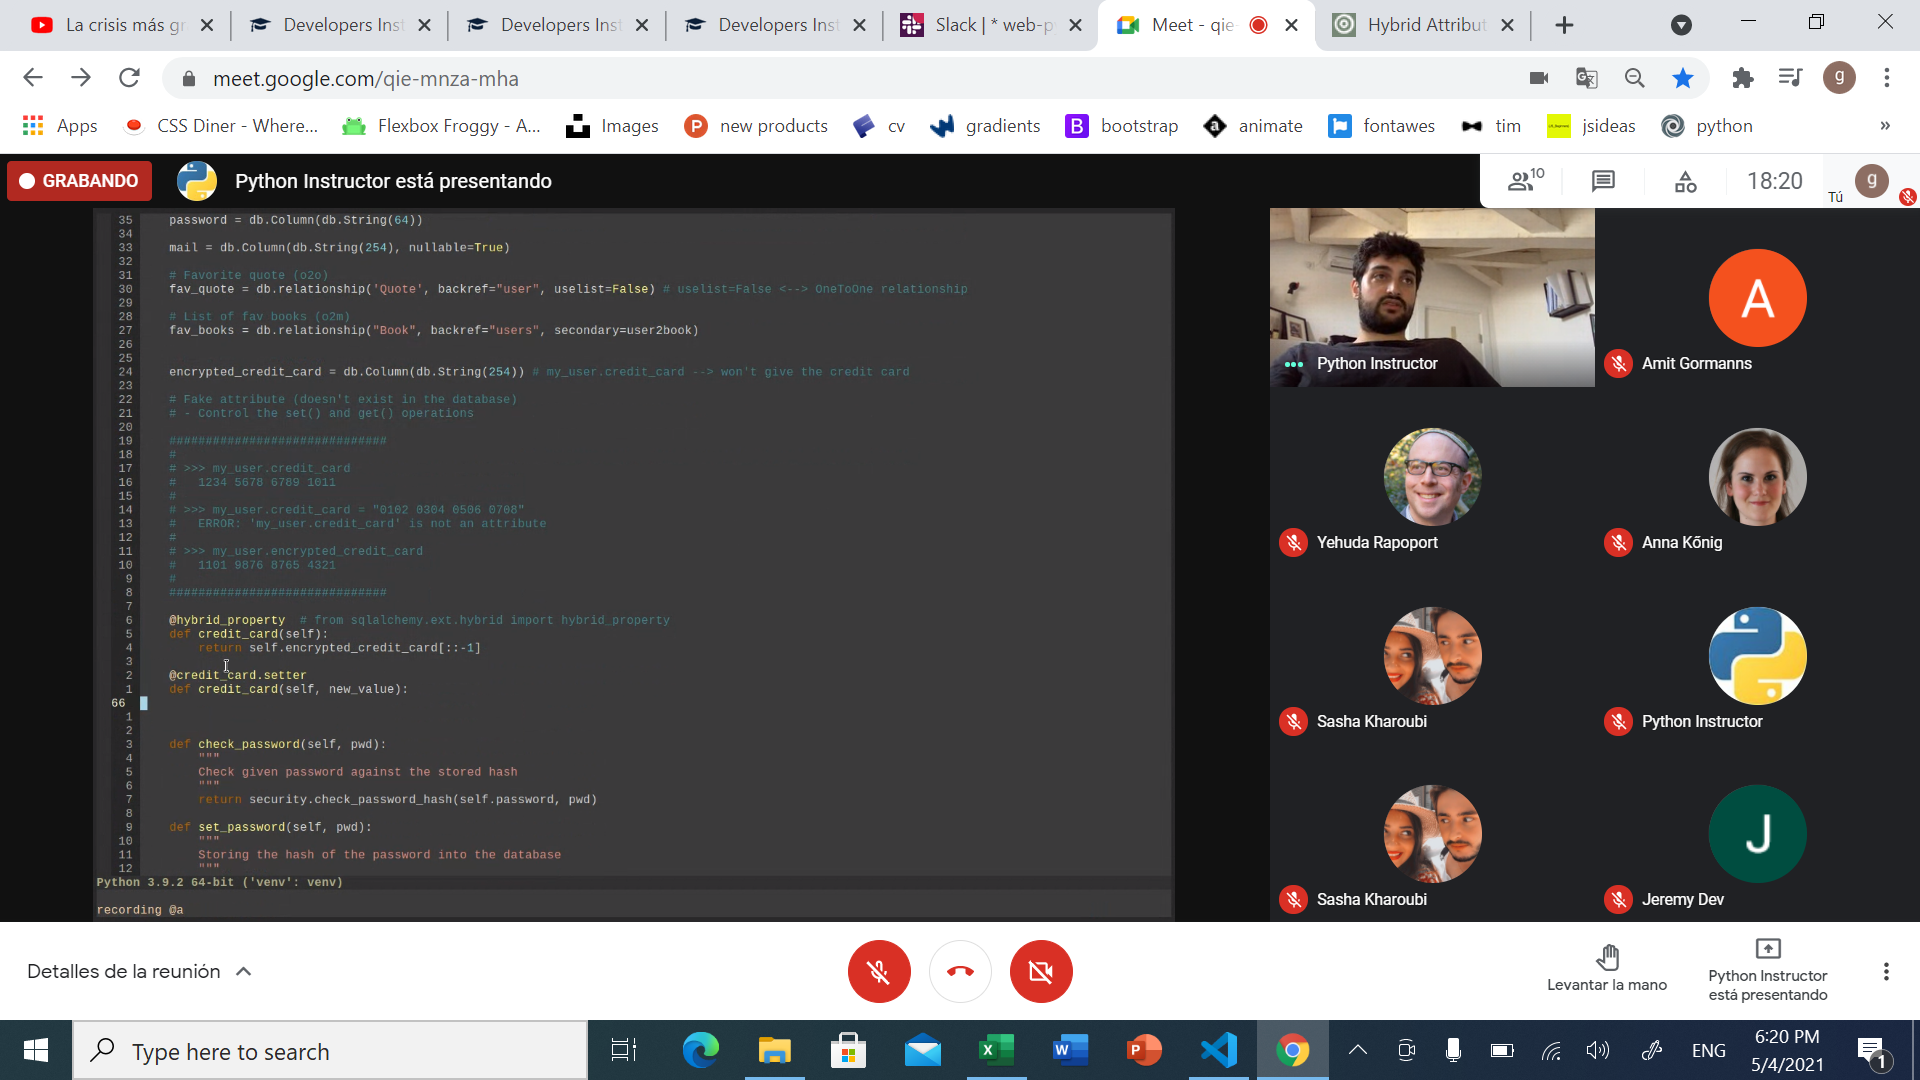 La crisis más gr
Developers Inst
Developers Inst
Developers Inst
Slack | * web-p
Meet - qie-
Hybrid Attribut
meet.google.com/qie-mnza-mha
g
Apps
CSS Diner - Where...
Flexbox Froggy - A...
Images
new products
cv
gradients
bootstrap
animate
fontawes
tim
jsideas
python
»
GRABANDO
Python Instructor está presentando
10
18:20
Tú
g
35 password = db.Column(db.String(64))
34
33 mail = db.Column(db.String(254), nullable=True)
32
31 # Favorite quote (o2o)
30 fav_quote = db.relationship('Quote', backref="user", uselist=False) # uselist=False <--> OneToOne relationship
29
28 # List of fav books (o2m)
27 fav_books = db.relationship("Book", backref="users", secondary=user2book)
26
25
24 encrypted_credit_card = db.Column(db.String(254)) # my_user.credit_card --> won't give the credit card
23
22 # Fake attribute (doesn't exist in the database)
21 # - Control the set() and get() operations
20
19 ##############################
18 #
17 # >>> my_user.credit_card
16 # 1234 5678 6789 1011
15 #
14 # >>> my_user.credit_card = "0102 0304 0506 0708"
13 # ERROR: 'my_user.credit_card' is not an attribute
12 #
11 # >>> my_user.encrypted_credit_card
10 # 1101 9876 8765 4321
9 #
8 ##############################
7
6 @hybrid_property # from sqlalchemy.ext.hybrid import hybrid_property
5 def credit_card(self):
4 return self.encrypted_credit_card[::-1]
3
2 @credit_card.setter
1 def credit_card(self, new_value):
66
1
2
3 def check_password(self, pwd):
4 """
5 Check given password against the stored hash
6 """
7 return security.check_password_hash(self.password, pwd)
8
9 def set_password(self, pwd):
10 """
11 Storing the hash of the password into the database
12 """
Python 3.9.2 64-bit ('venv': venv)
recording @a
Python Instructor
A
Amit Gormanns
Yehuda Rapoport
Anna Kőnig
Sasha Kharoubi
Python Instructor
Sasha Kharoubi
J
Jeremy Dev
Detalles de la reunión
Levantar la mano
Python Instructor
está presentando
Type here to search
ENG
6:20 PM
5/4/2021
1